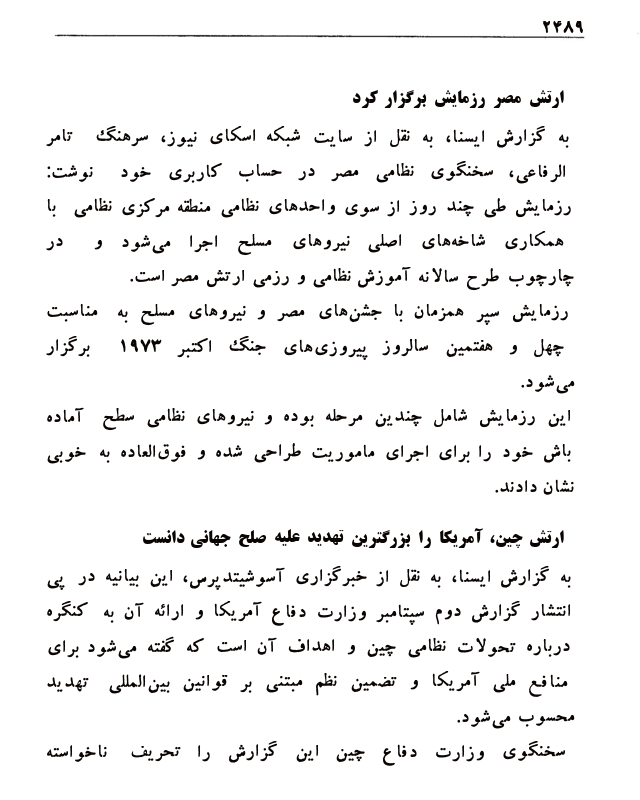 ۲۴۸۹
ارتش مصر رزمایش برگزار کرد
به گزارش ایسنا، به نقل از سایت شبکه اسکای نیوز، سرهنگ تامر
الرفاعی، سخنگوی نظامی مصر در حساب کاربری خود نوشت:
رزمایش طی چند روز از سوی واحدهای نظامی منطقه مرکزی نظامی با
همکاری شاخه‌های اصلی نیروهای مسلح اجرا می‌شود و در
چارچوب طرح سالانه آموزش نظامی و رزمی ارتش مصر است.
رزمایش سپر همزمان با جشن‌های مصر و نیروهای مسلح به مناسبت
چهل و هفتمین سالروز پیروزی‌های جنگ اکتبر ۱۹۷۳ برگزار
می‌شود.
این رزمایش شامل چندین مرحله بوده و نیروهای نظامی سطح آماده
باش خود را برای اجرای ماموریت طراحی شده و فوق‌العاده به خوبی
نشان دادند.
ارتش چین، آمریکا را بزرگترین تهدید علیه صلح جهانی دانست
به گزارش ایسنا، به نقل از خبرگزاری آسوشیتدپرس، این بیانیه در پی
انتشار گزارش دوم سپتامبر وزارت دفاع آمریکا و ارائه آن به کنگره
درباره تحولات نظامی چین و اهداف آن است که گفته می‌شود برای
منافع ملی آمریکا و تضمین نظم مبتنی بر قوانین بین‌المللی تهدید
محسوب می‌شود.
سخنگوی وزارت دفاع چین این گزارش را تحریف ناخواسته